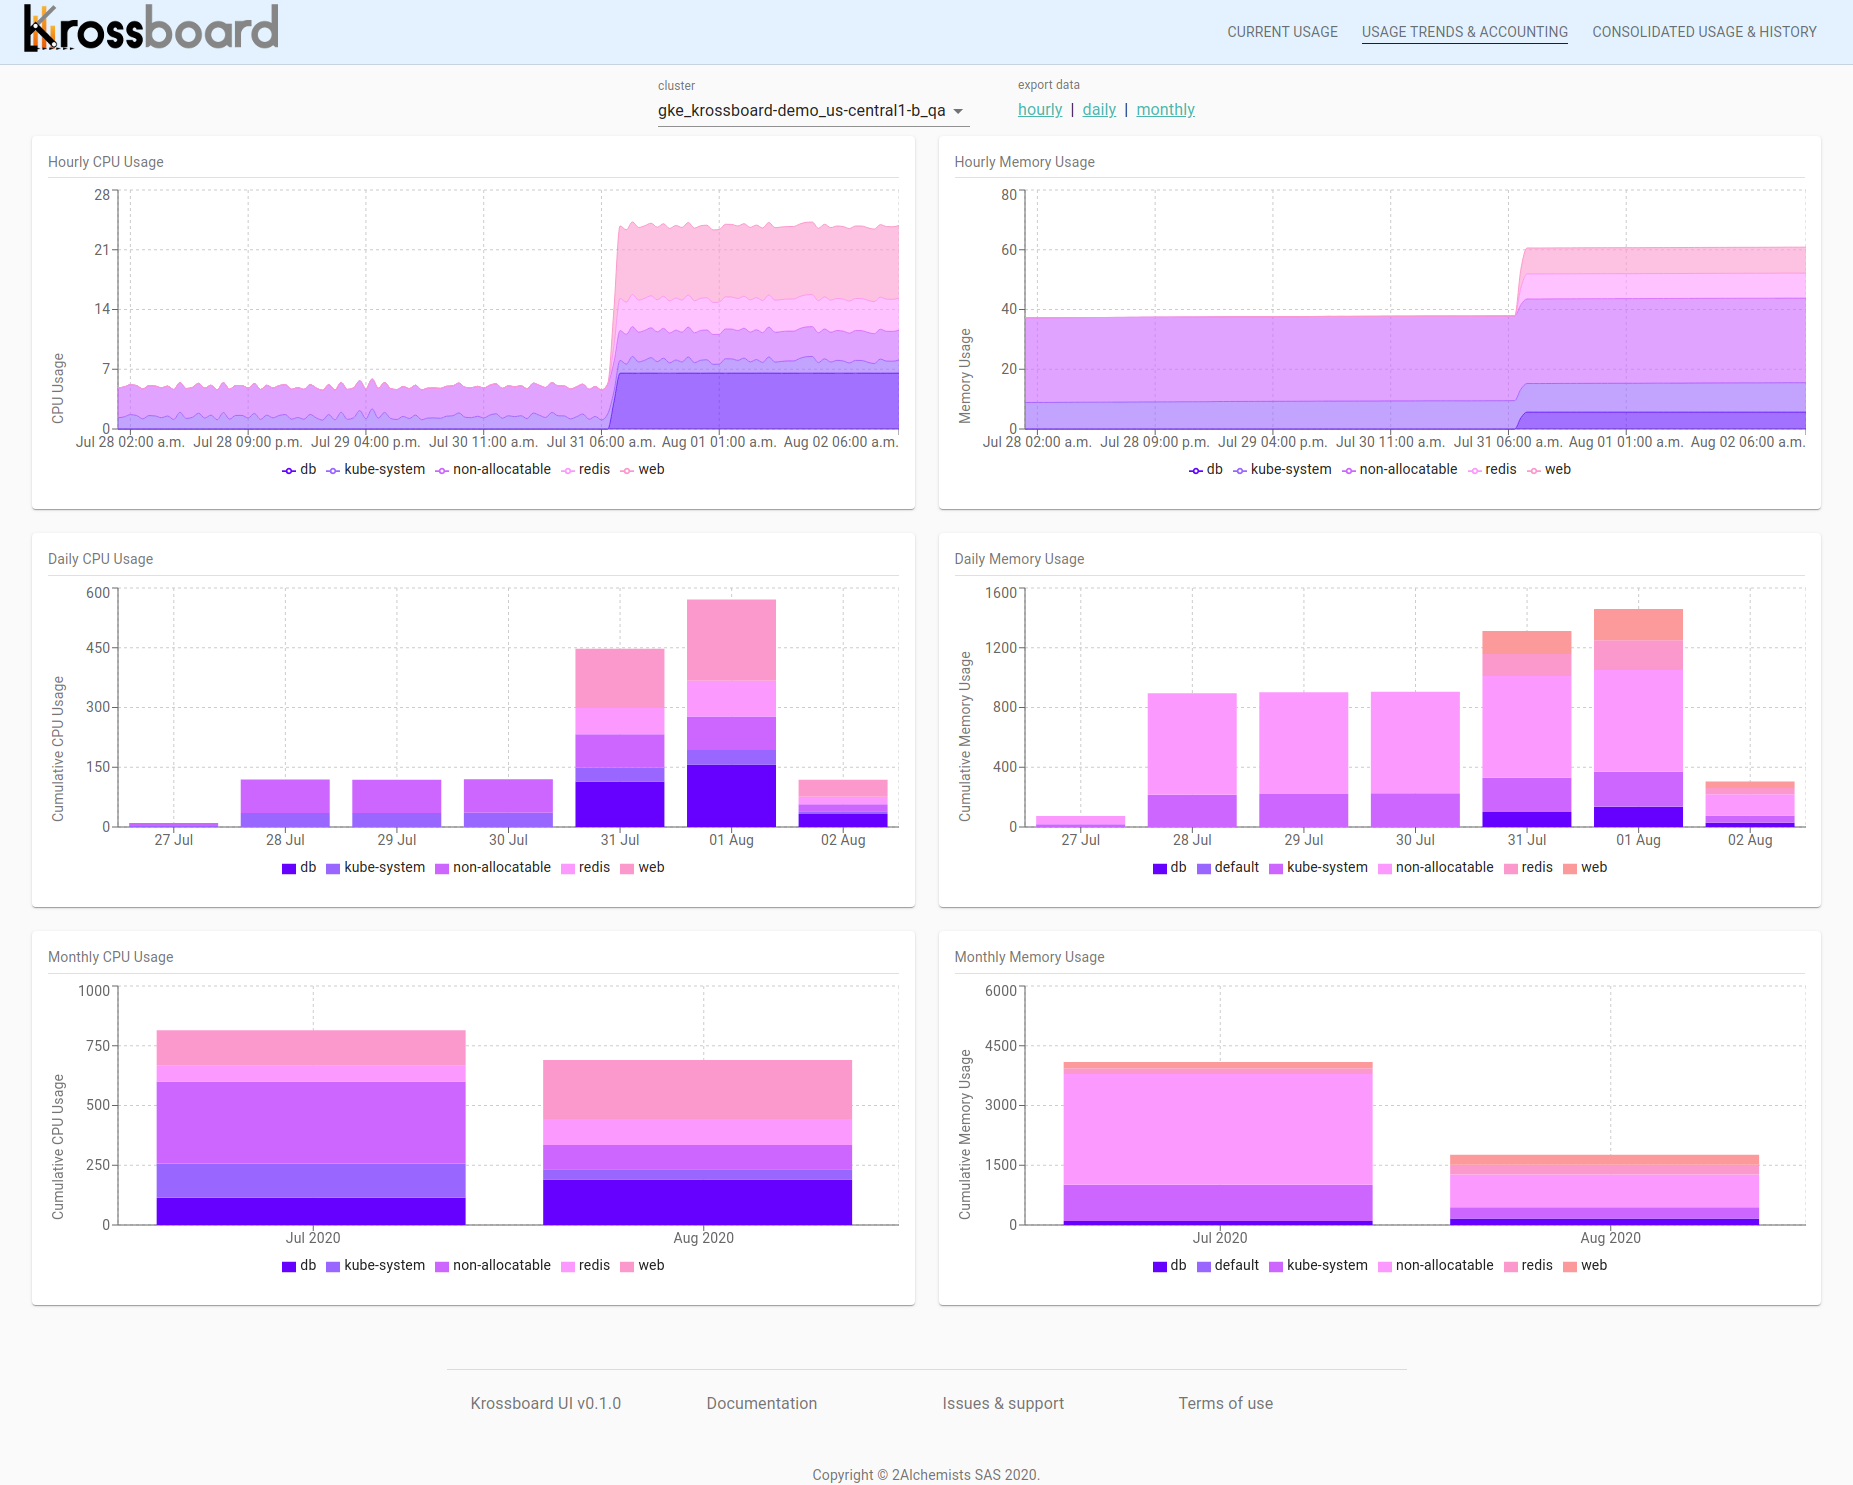 Krossboard
CURRENT USAGE USAGE TRENDS & ACCOUNTING CONSOLIDATED USAGE & HISTORY
cluster
gke_krossboard-demo_us-central1-b_qa
export data
hourly | daily | monthly
Hourly CPU Usage
28
21
14
7
0
CPU Usage
Jul 28 02:00 a.m. Jul 28 09:00 p.m. Jul 29 04:00 p.m. Jul 30 11:00 a.m. Jul 31 06:00 a.m. Aug 01 01:00 a.m. Aug 02 06:00 a.m.
db kube-system non-allocatable redis web
Hourly Memory Usage
80
60
40
20
0
Memory Usage
Jul 28 02:00 a.m. Jul 28 09:00 p.m. Jul 29 04:00 p.m. Jul 30 11:00 a.m. Jul 31 06:00 a.m. Aug 01 01:00 a.m. Aug 02 06:00 a.m.
db kube-system non-allocatable redis web
Daily CPU Usage
600
450
300
150
0
Cumulative CPU Usage
27 Jul 28 Jul 29 Jul 30 Jul 31 Jul 01 Aug 02 Aug
db kube-system non-allocatable redis web
Daily Memory Usage
1600
1200
800
400
0
Cumulative Memory Usage
27 Jul 28 Jul 29 Jul 30 Jul 31 Jul 01 Aug 02 Aug
db default kube-system non-allocatable redis web
Monthly CPU Usage
1000
750
500
250
0
Cumulative CPU Usage
Jul 2020 Aug 2020
db kube-system non-allocatable redis web
Monthly Memory Usage
6000
4500
3000
1500
0
Cumulative Memory Usage
Jul 2020 Aug 2020
db default kube-system non-allocatable redis web
Krossboard UI v0.1.0 Documentation Issues & support Terms of use
Copyright © 2Alchemists SAS 2020.